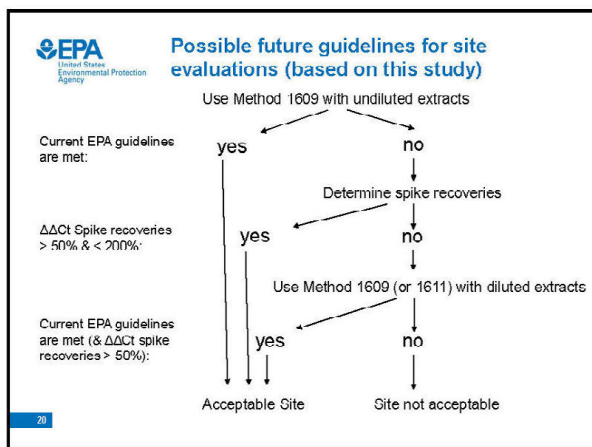 EPA
United States
Environmental Protection
Agency
Possible future guidelines for site
evaluations (based on this study)
Use Method 1609 with undiluted extracts
Current EPA guidelines
are met:
yes
no
Determine spike recoveries
ΔΔCt Spike recoveries
> 50% & < 200%:
yes
no
Use Method 1609 (or 1611) with diluted extracts
Current EPA guidelines
are met (& ΔΔCt spike
recoveries > 50%):
yes
no
Acceptable Site
Site not acceptable
20